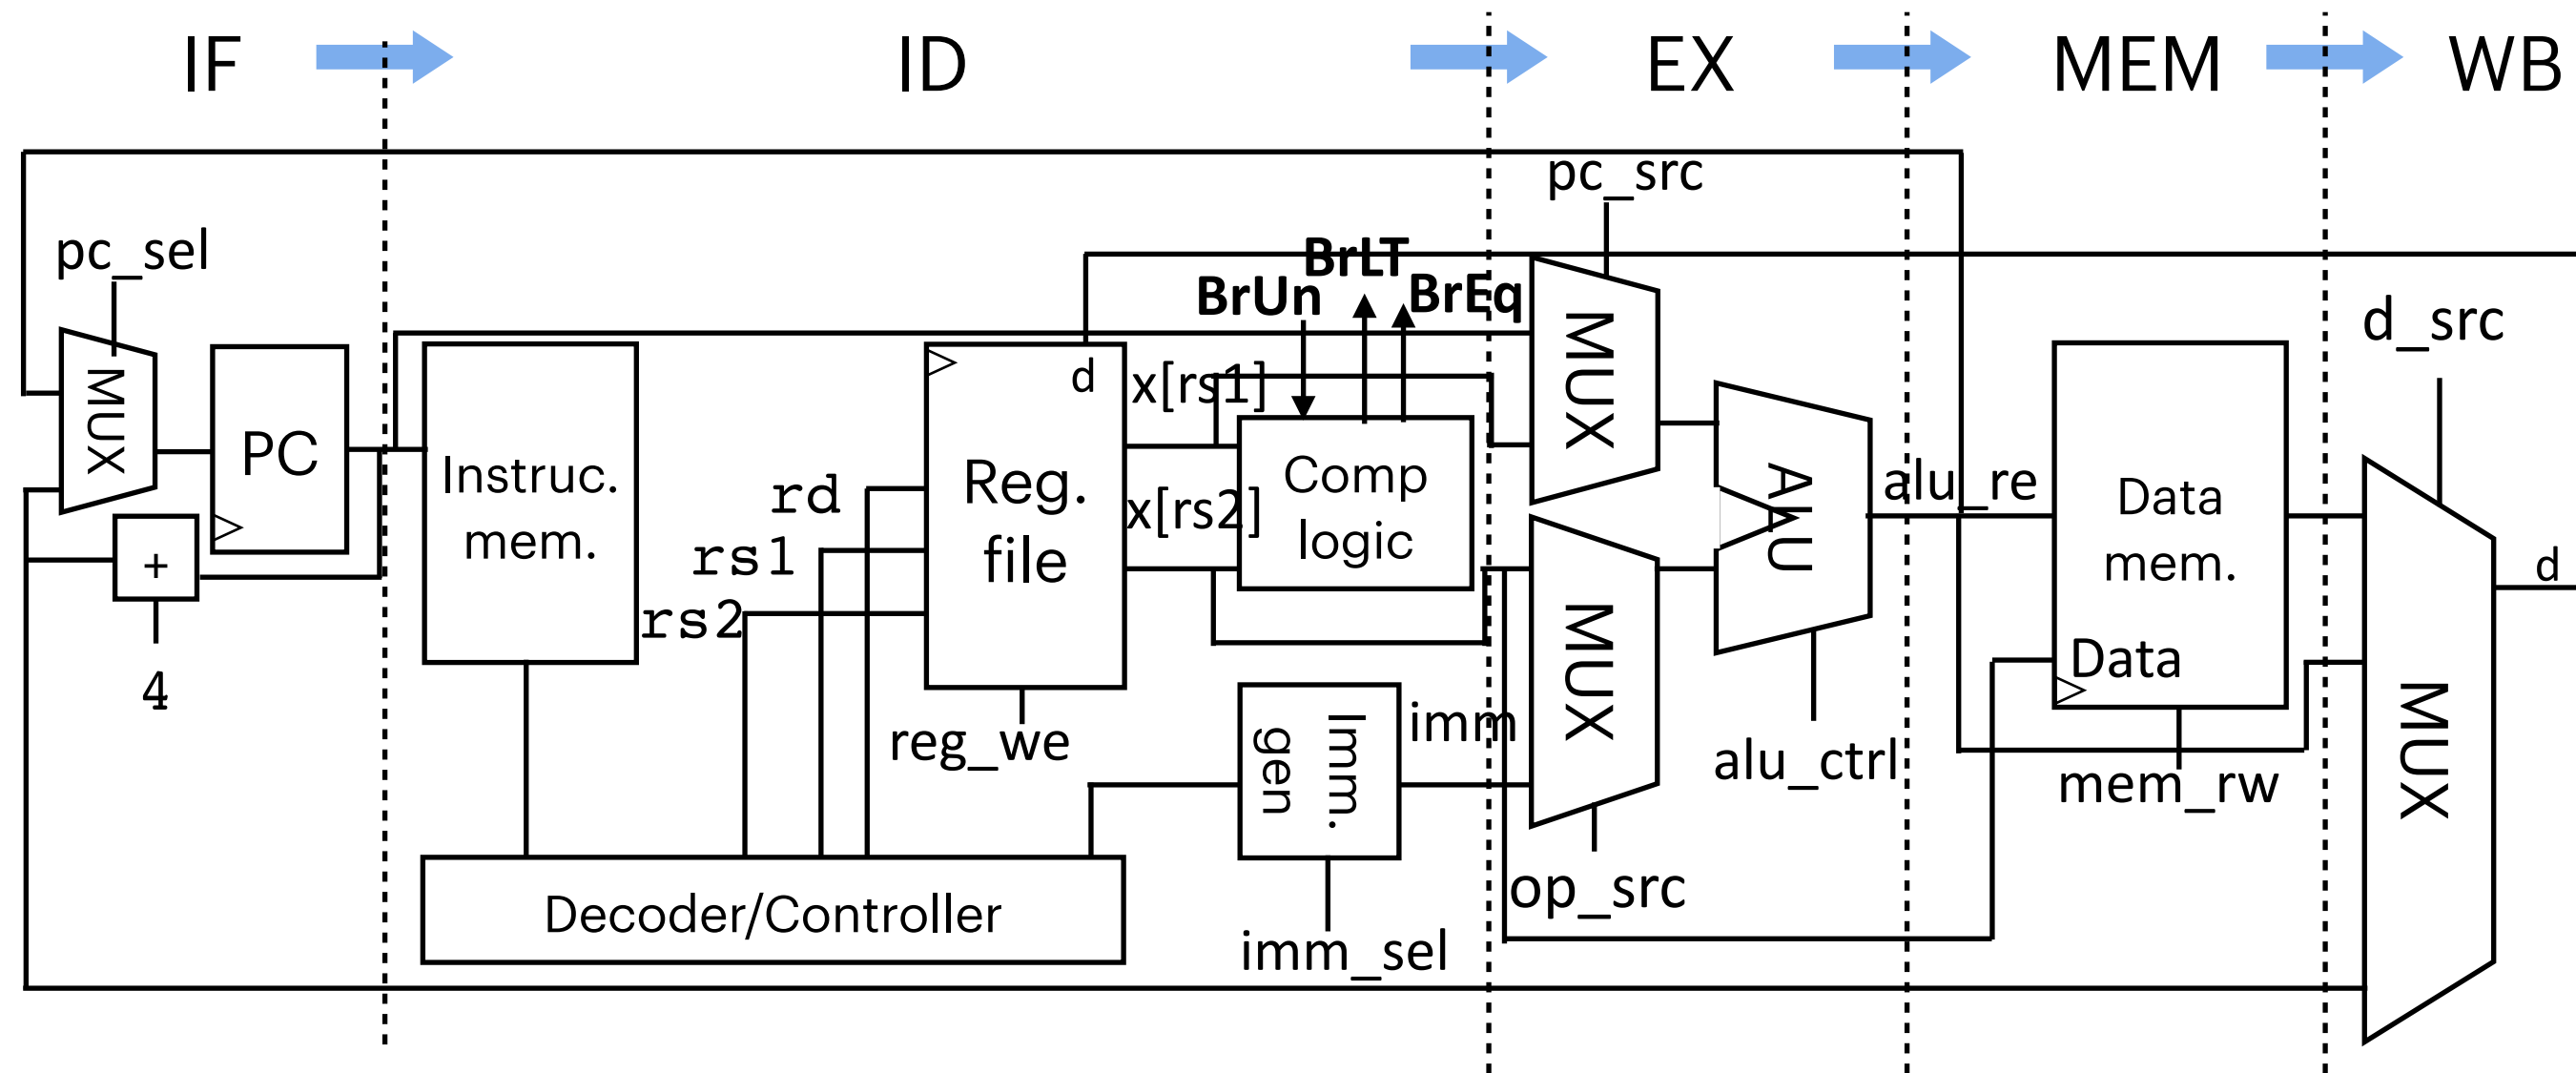 IF
ID
EX
MEM
WB
pc_src
pc_sel
BrLT
BrUn
BrEq
d_src
MUX
PC
Instruc.
mem.
d
x[rs1]
x[rs2]
Reg.
file
Comp
logic
MUX
ALU
alu_re
Data
mem.
Data
d
rd
rs1
rs2
+
4
reg_we
Imm.
gen
imm
MUX
alu_ctrl
mem_rw
MUX
op_src
Decoder/Controller
imm_sel